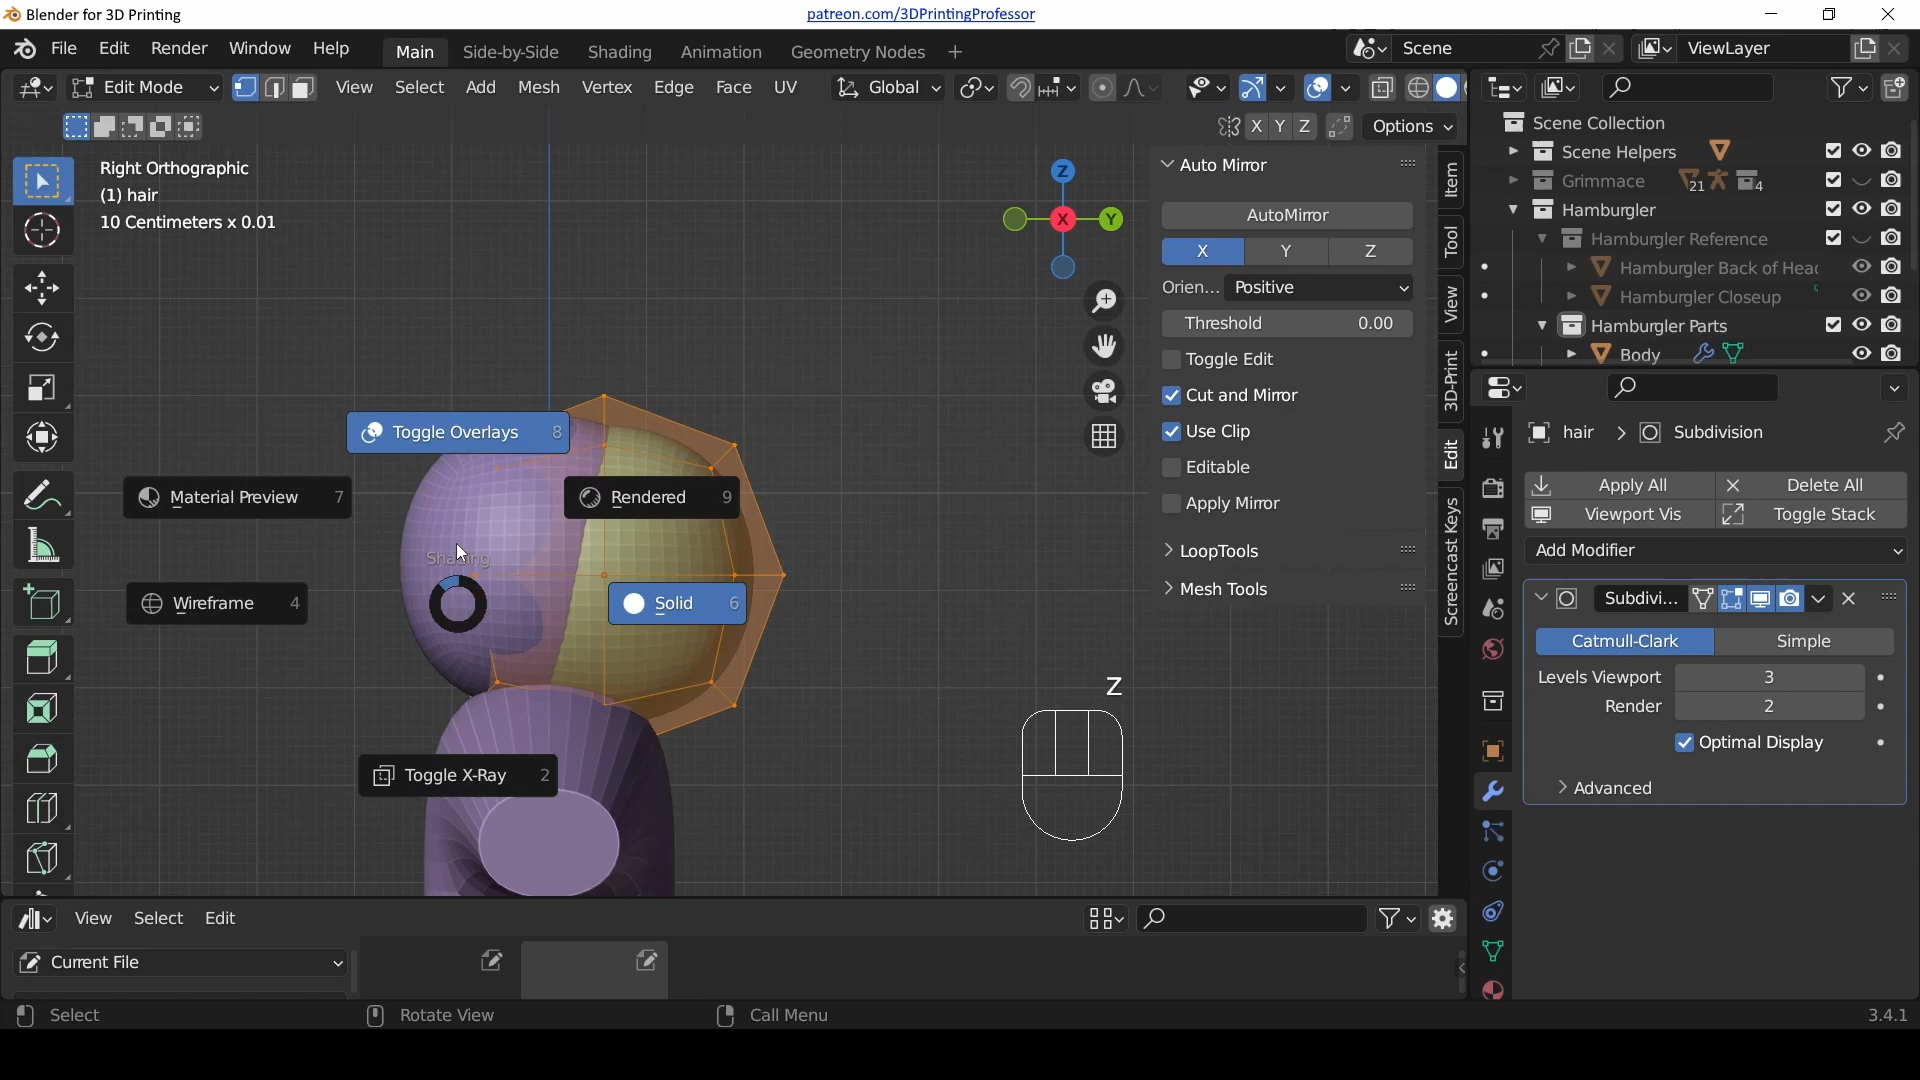 Blender for 3D Printing
patreon.com/3DPrintingProfessor
File Edit Render Window Help
Main Side-by-Side Shading Animation Geometry Nodes +
Scene
ViewLayer
Edit Mode
View Select Add Mesh Vertex Edge Face UV
Global
X Y Z
Options
Right Orthographic
(1) hair
10 Centimeters x 0.01
Z
X
Y
Toggle Overlays 8
Material Preview 7
Rendered 9
Shading
Wireframe 4
Solid 6
Toggle X-Ray 2
Z
Auto Mirror
AutoMirror
X Y Z
Orien... Positive
Threshold 0.00
Toggle Edit
Cut and Mirror
Use Clip
Editable
Apply Mirror
LoopTools
Mesh Tools
Item
Tool
View
3D-Print
Edit
Screencast Keys
Scene Collection
Scene Helpers
Grimmace 21 4
Hamburgler
Hamburgler Reference
Hamburgler Back of Head
Hamburgler Closeup
Hamburgler Parts
Body
hair > Subdivision
Apply All
Delete All
Viewport Vis
Toggle Stack
Add Modifier
Subdivi...
Catmull-Clark Simple
Levels Viewport 3
Render 2
Optimal Display
Advanced
View Select Edit
Current File
Select
Rotate View
Call Menu
3.4.1